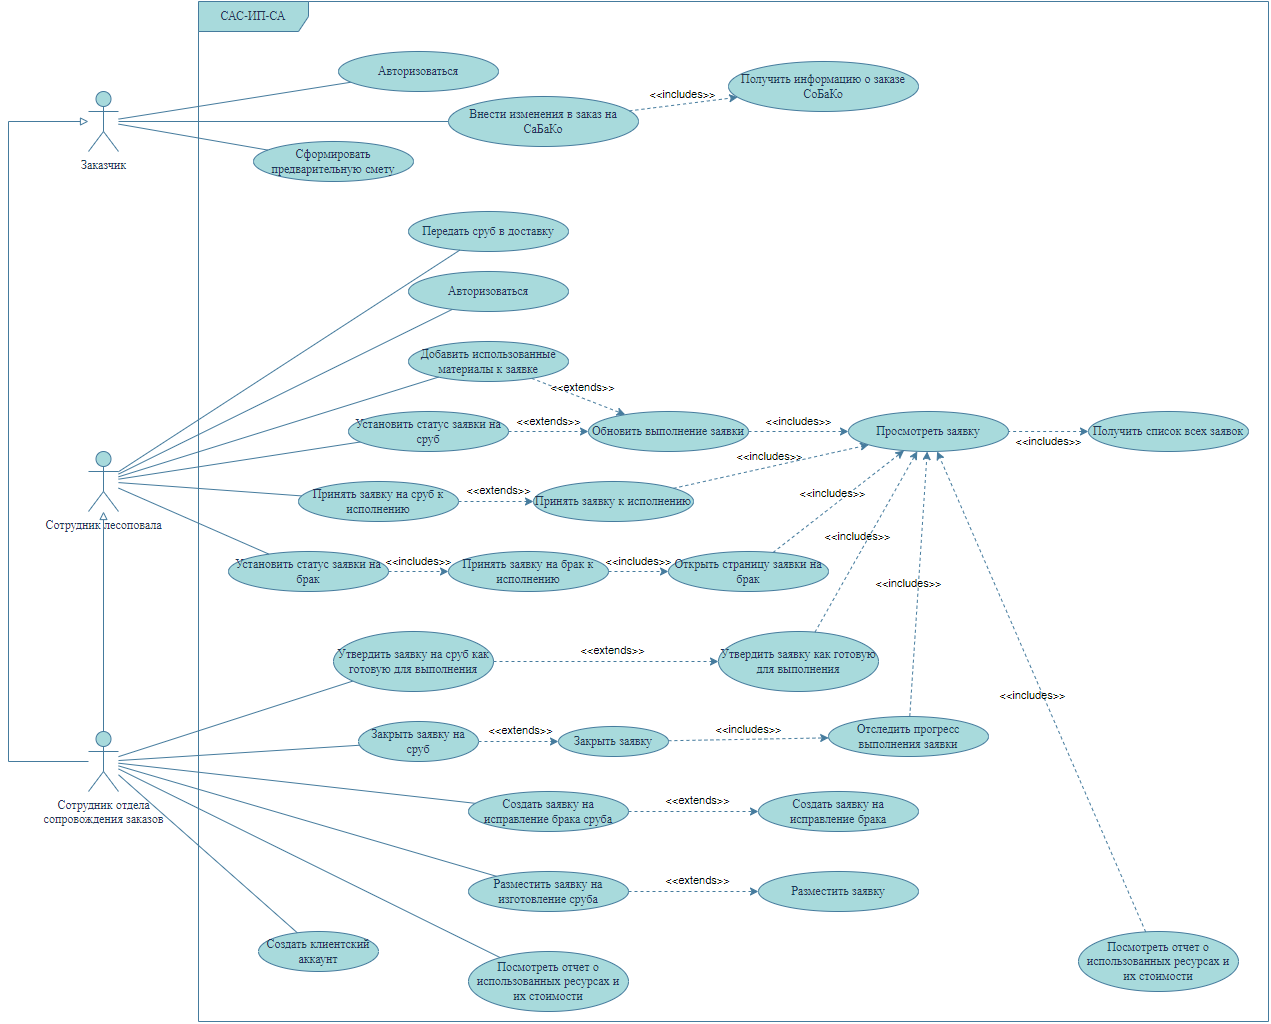 САС-ИП-СА
Авторизоваться
Получить информацию о заказе
СоБаКо
<<includes>>
Внести изменения в заказ на
СаБаКо
Заказчик
Сформировать
предварительную смету
Передать сруб в доставку
Авторизоваться
Добавить использованные
материалы к заявке
<<extends>>
Установить статус заявки на
сруб
<<extends>>
Обновить выполнение заявки
<<includes>>
Просмотреть заявку
<<includes>>
Получить список всех заявок
<<includes>>
Принять заявку на сруб к
исполнению
<<extends>>
Принять заявку к исполнению
<<includes>>
Сотрудник лесоповала
<<includes>>
Установить статус заявки на
брак
<<includes>>
Принять заявку на брак к
исполнению
<<includes>>
Открыть страницу заявки на
брак
<<includes>>
Утвердить заявку на сруб как
готовую для выполнения
<<extends>>
Утвердить заявку как готовую
для выполнения
<<includes>>
Закрыть заявку на
сруб
<<extends>>
Закрыть заявку
<<includes>>
Отследить прогресс
выполнения заявки
Сотрудник отдела
сопровождения заказов
Создать заявку на
исправление брака сруба
<<extends>>
Создать заявку на
исправление брака
Разместить заявку на
изготовление сруба
<<extends>>
Разместить заявку
Создать клиентский
аккаунт
Посмотреть отчет о
использованных ресурсах и
их стоимости
Посмотреть отчет о
использованных ресурсах и
их стоимости